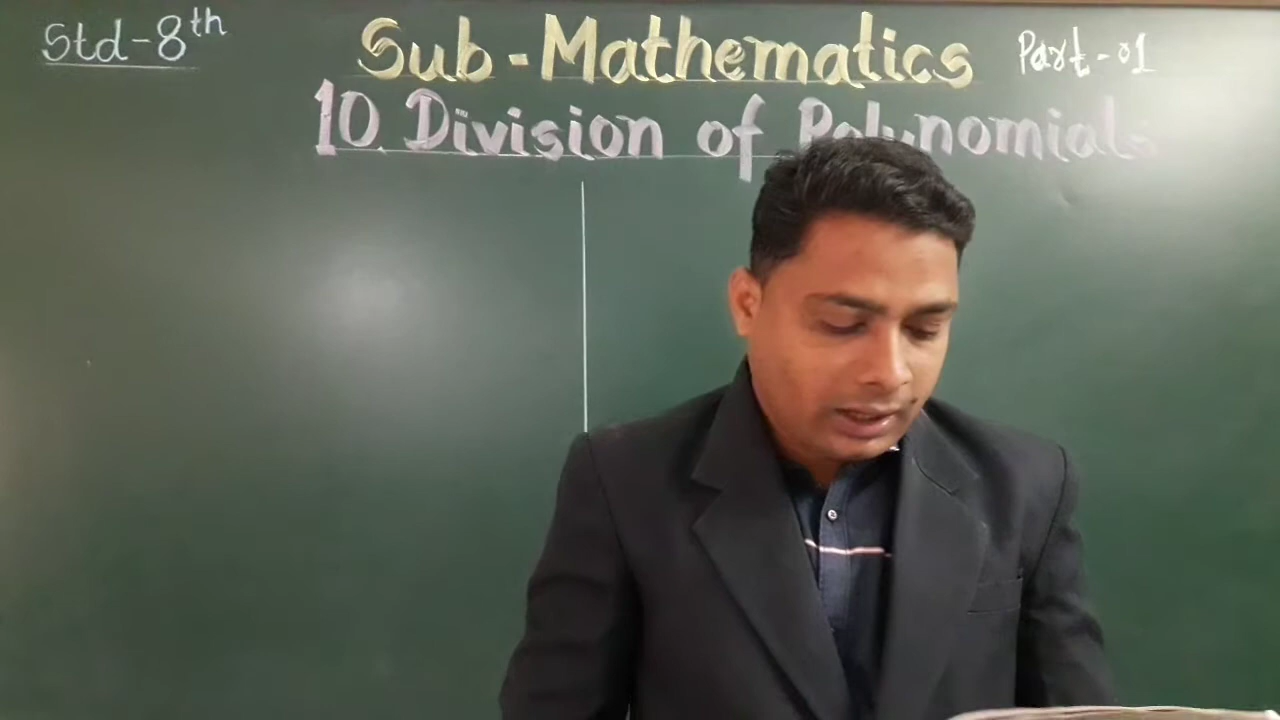 Std-8th
Sub-Mathematics
Part-01
10. Division of Polynomials